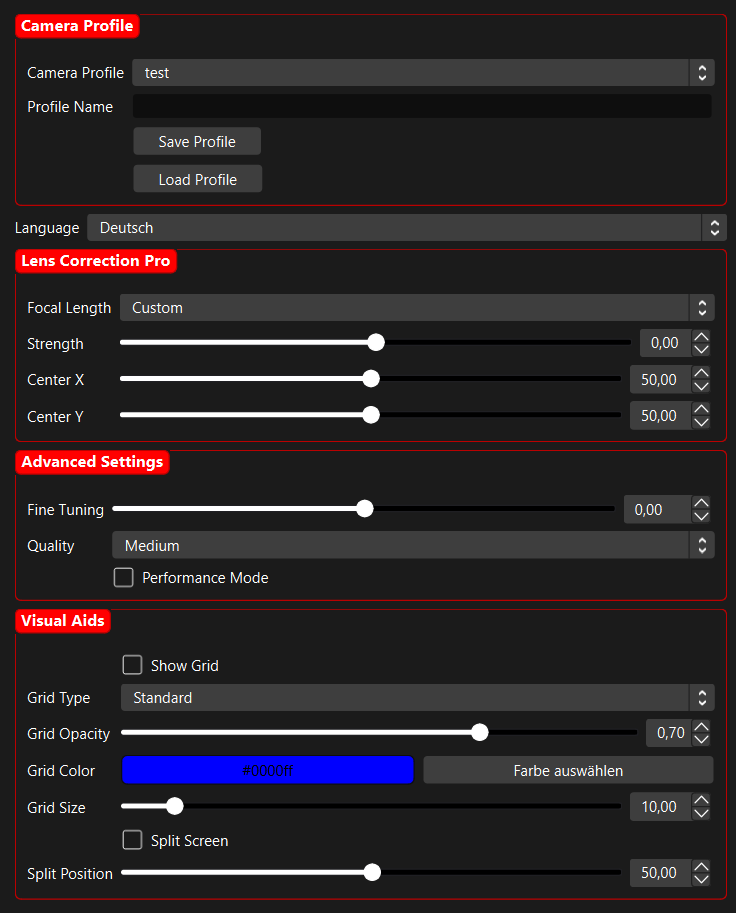 Camera Profile
Camera Profile test
Profile Name
Save Profile
Load Profile
Language Deutsch
Lens Correction Pro
Focal Length Custom
Strength 0,00
Center X 50,00
Center Y 50,00
Advanced Settings
Fine Tuning 0,00
Quality Medium
Performance Mode
Visual Aids
Show Grid
Grid Type Standard
Grid Opacity 0,70
Grid Color #0000ff Farbe auswählen
Grid Size 10,00
Split Screen
Split Position 50,00